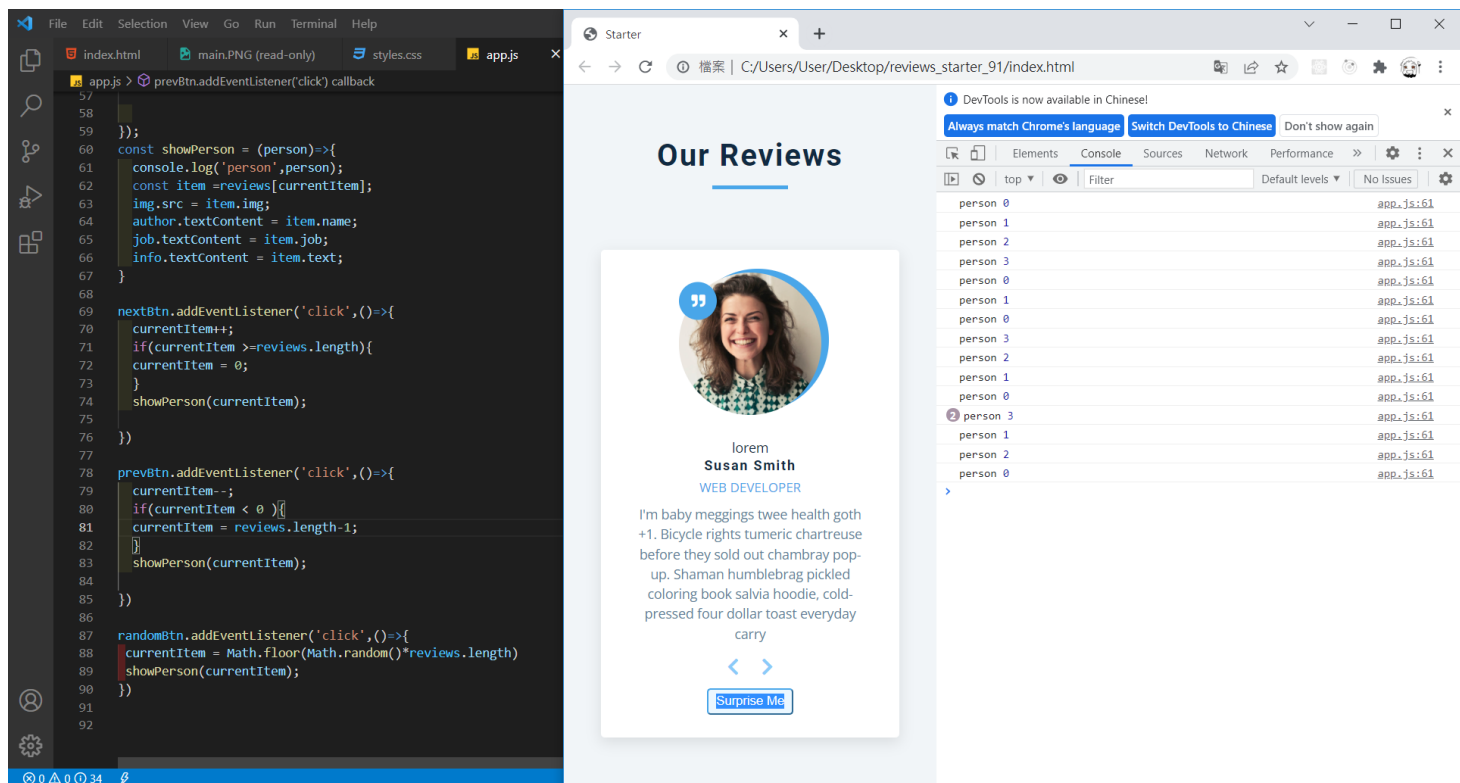 File Edit Selection View Go Run Terminal Help
index.html main.PNG (read-only) styles.css app.js
app.js > prevBtn.addEventListener('click') callback
57
58
59 });
60 const showPerson = (person)=>{
61 console.log('person',person);
62 const item =reviews[currentItem];
63 img.src = item.img;
64 author.textContent = item.name;
65 job.textContent = item.job;
66 info.textContent = item.text;
67 }
68
69 nextBtn.addEventListener('click',()=>{
70 currentItem++;
71 if(currentItem >=reviews.length){
72 currentItem = 0;
73 }
74 showPerson(currentItem);
75
76 })
77
78 prevBtn.addEventListener('click',()=>{
79 currentItem--;
80 if(currentItem < 0 ){
81 currentItem = reviews.length-1;
82 }
83 showPerson(currentItem);
84
85 })
86
87 randomBtn.addEventListener('click',()=>{
88 currentItem = Math.floor(Math.random()*reviews.length)
89 showPerson(currentItem);
90 })
91
92
0 0 34
Starter
檔案 | C:/Users/User/Desktop/reviews_starter_91/index.html
Our Reviews
lorem
Susan Smith
WEB DEVELOPER
I'm baby meggings twee health goth
+1. Bicycle rights tumeric chartreuse
before they sold out chambray pop-
up. Shaman humblebrag pickled
coloring book salvia hoodie, cold-
pressed four dollar toast everyday
carry
Surprise Me
DevTools is now available in Chinese!
Always match Chrome's language Switch DevTools to Chinese Don't show again
Elements Console Sources Network Performance »
top ▼ Filter Default levels ▼ No Issues
person 0 app.js:61
person 1 app.js:61
person 2 app.js:61
person 3 app.js:61
person 0 app.js:61
person 1 app.js:61
person 0 app.js:61
person 3 app.js:61
person 2 app.js:61
person 1 app.js:61
person 0 app.js:61
2 person 3 app.js:61
person 1 app.js:61
person 2 app.js:61
person 0 app.js:61